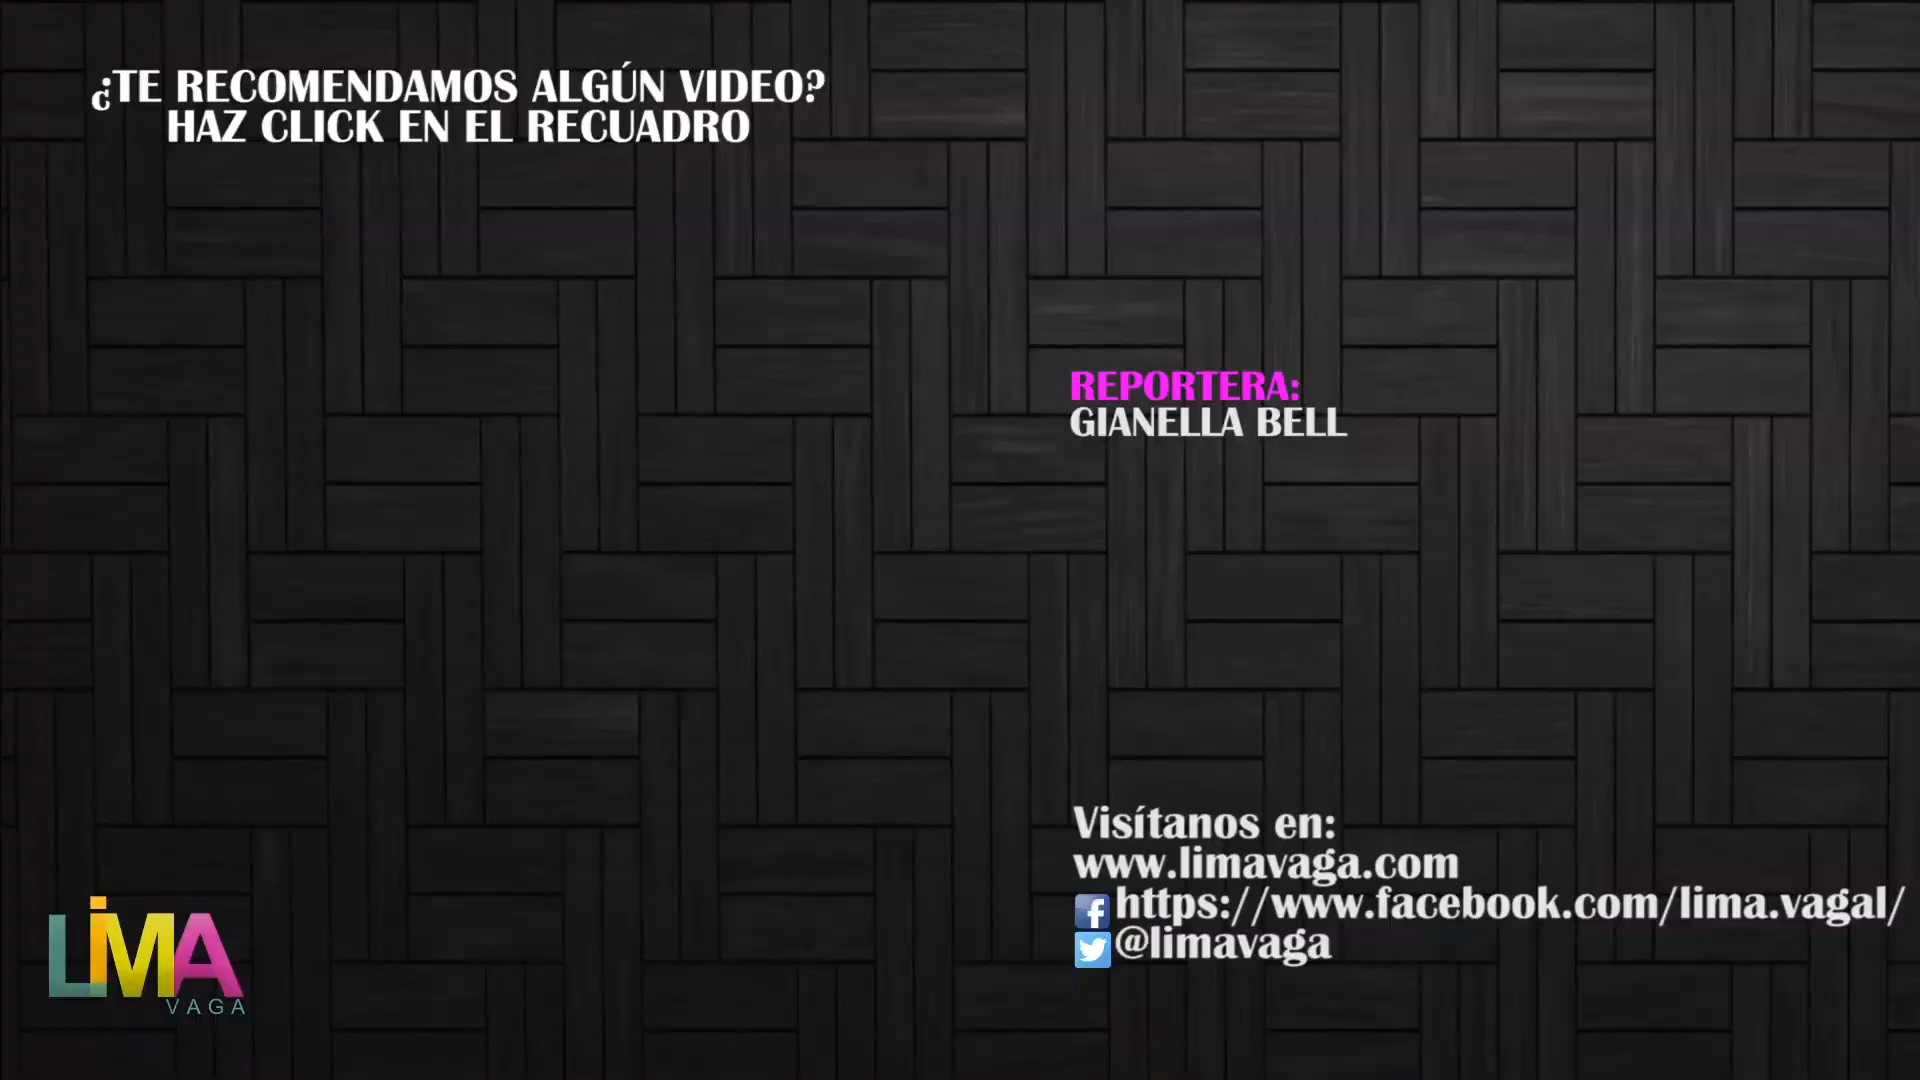 ¿TE RECOMENDAMOS ALGÚN VIDEO?
HAZ CLICK EN EL RECUADRO
REPORTERA:
GIANELLA BELL
Visítanos en:
www.limavaga.com
https://www.facebook.com/lima.vagal/
@limavaga
LiMA
VAGA